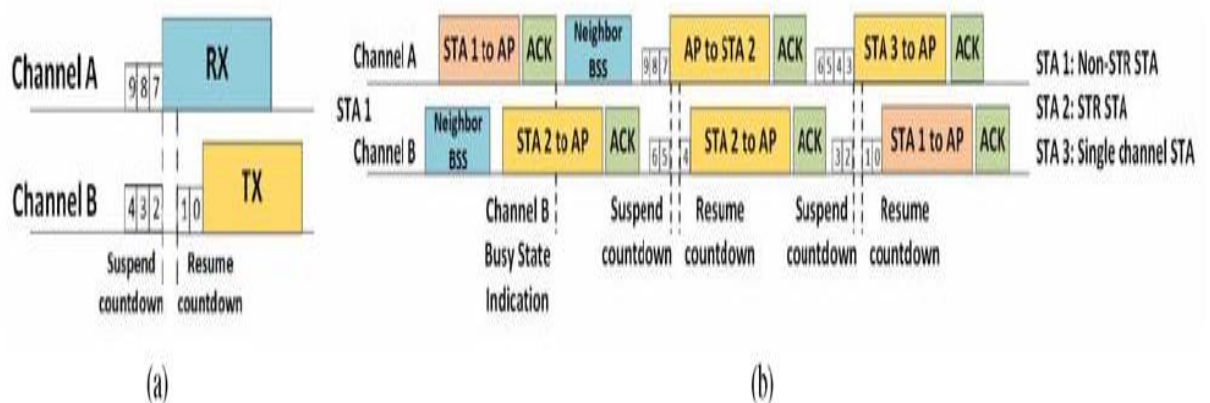 Channel A
9 8 7
RX
Channel B
4 3 2
1 0
TX
Suspend
countdown
Resume
countdown
(a)
Channel A
STA 1 to AP
ACK
Neighbor
BSS
9 8 7
AP to STA 2
ACK
6 5 4 3
STA 3 to AP
ACK
STA 1
Channel B
Neighbor
BSS
STA 2 to AP
ACK
6 5
4
STA 2 to AP
ACK
3 2
1 0
STA 1 to AP
ACK
Channel B
Busy State
Indication
Suspend
countdown
Resume
countdown
Suspend
countdown
Resume
countdown
STA 1: Non-STR STA
STA 2: STR STA
STA 3: Single channel STA
(b)